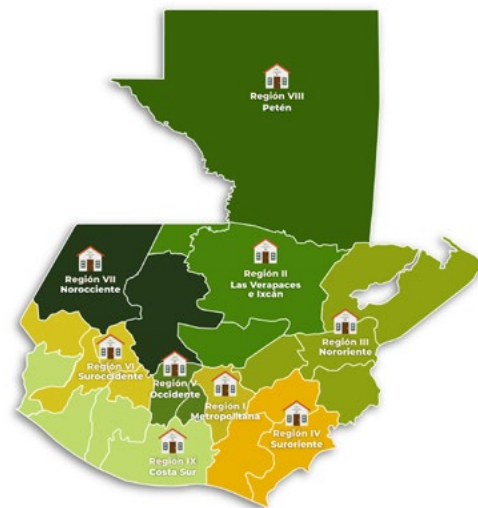 Región VIII
Petén
Región VII
Norocciente
Región II
Las Verapaces
e Ixcán
Región III
Nororiente
Región VI
Suroccidente
Región V
Occidente
Región I
Metropolitana
Región IV
Suroriente
Región IX
Costa Sur